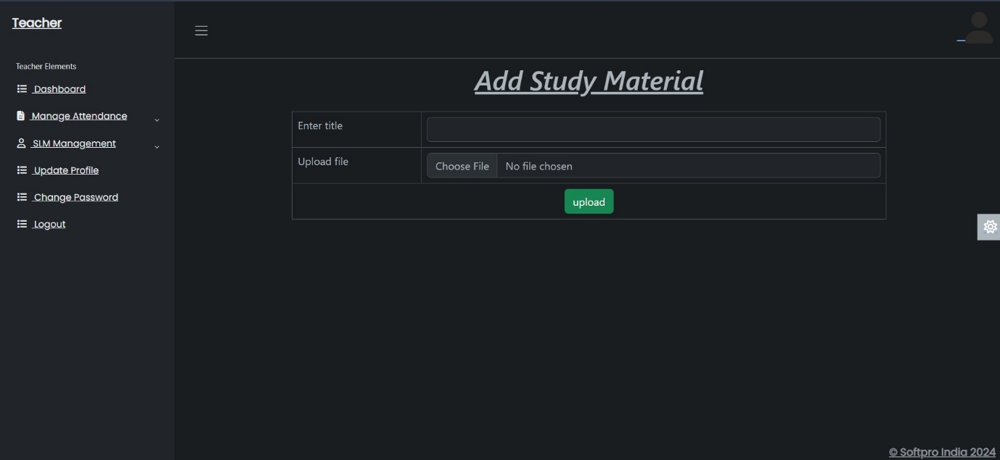 Teacher
Teacher Elements
Dashboard
Manage Attendance
SLM Management
Update Profile
Change Password
Logout
Add Study Material
Enter title
Upload file
Choose File No file chosen
upload
© Softpro India 2024